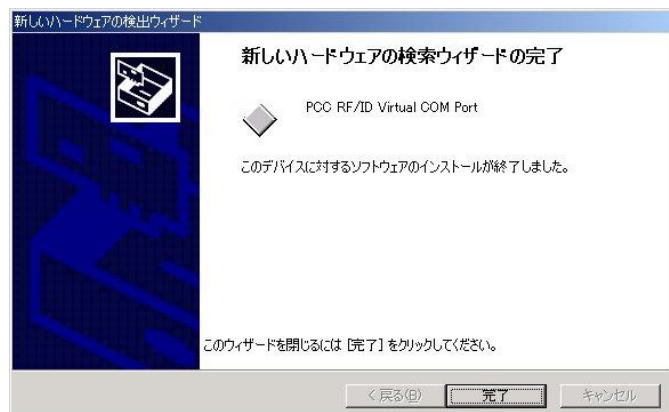 新しいハードウェアの検出ウィザード
新しいハードウェアの検索ウィザードの完了
PCC RF/ID Virtual COM Port
このデバイスに対するソフトウェアのインストールが終了しました。
このウィザードを閉じるには [完了] をクリックしてください。
< 戻る(B)
完了
キャンセル